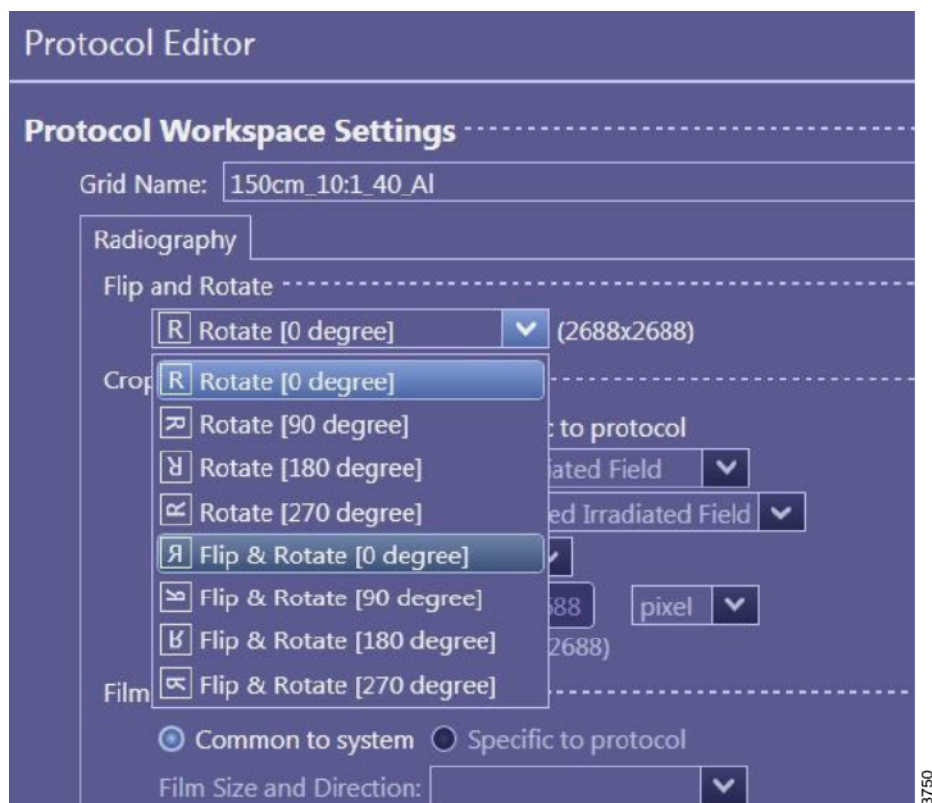 Protocol Editor
Protocol Workspace Settings
Grid Name: 150cm_10:1_40_Al
Radiography
Flip and Rotate
R Rotate [0 degree] (2688x2688)
R Rotate [0 degree]
R Rotate [90 degree] to protocol
R Rotate [180 degree] Field
R Rotate [270 degree] Irradiated Field
R Flip & Rotate [0 degree]
R Flip & Rotate [90 degree] pixel
R Flip & Rotate [180 degree] 2688)
Film R Flip & Rotate [270 degree]
Common to system Specific to protocol
Film Size and Direction: